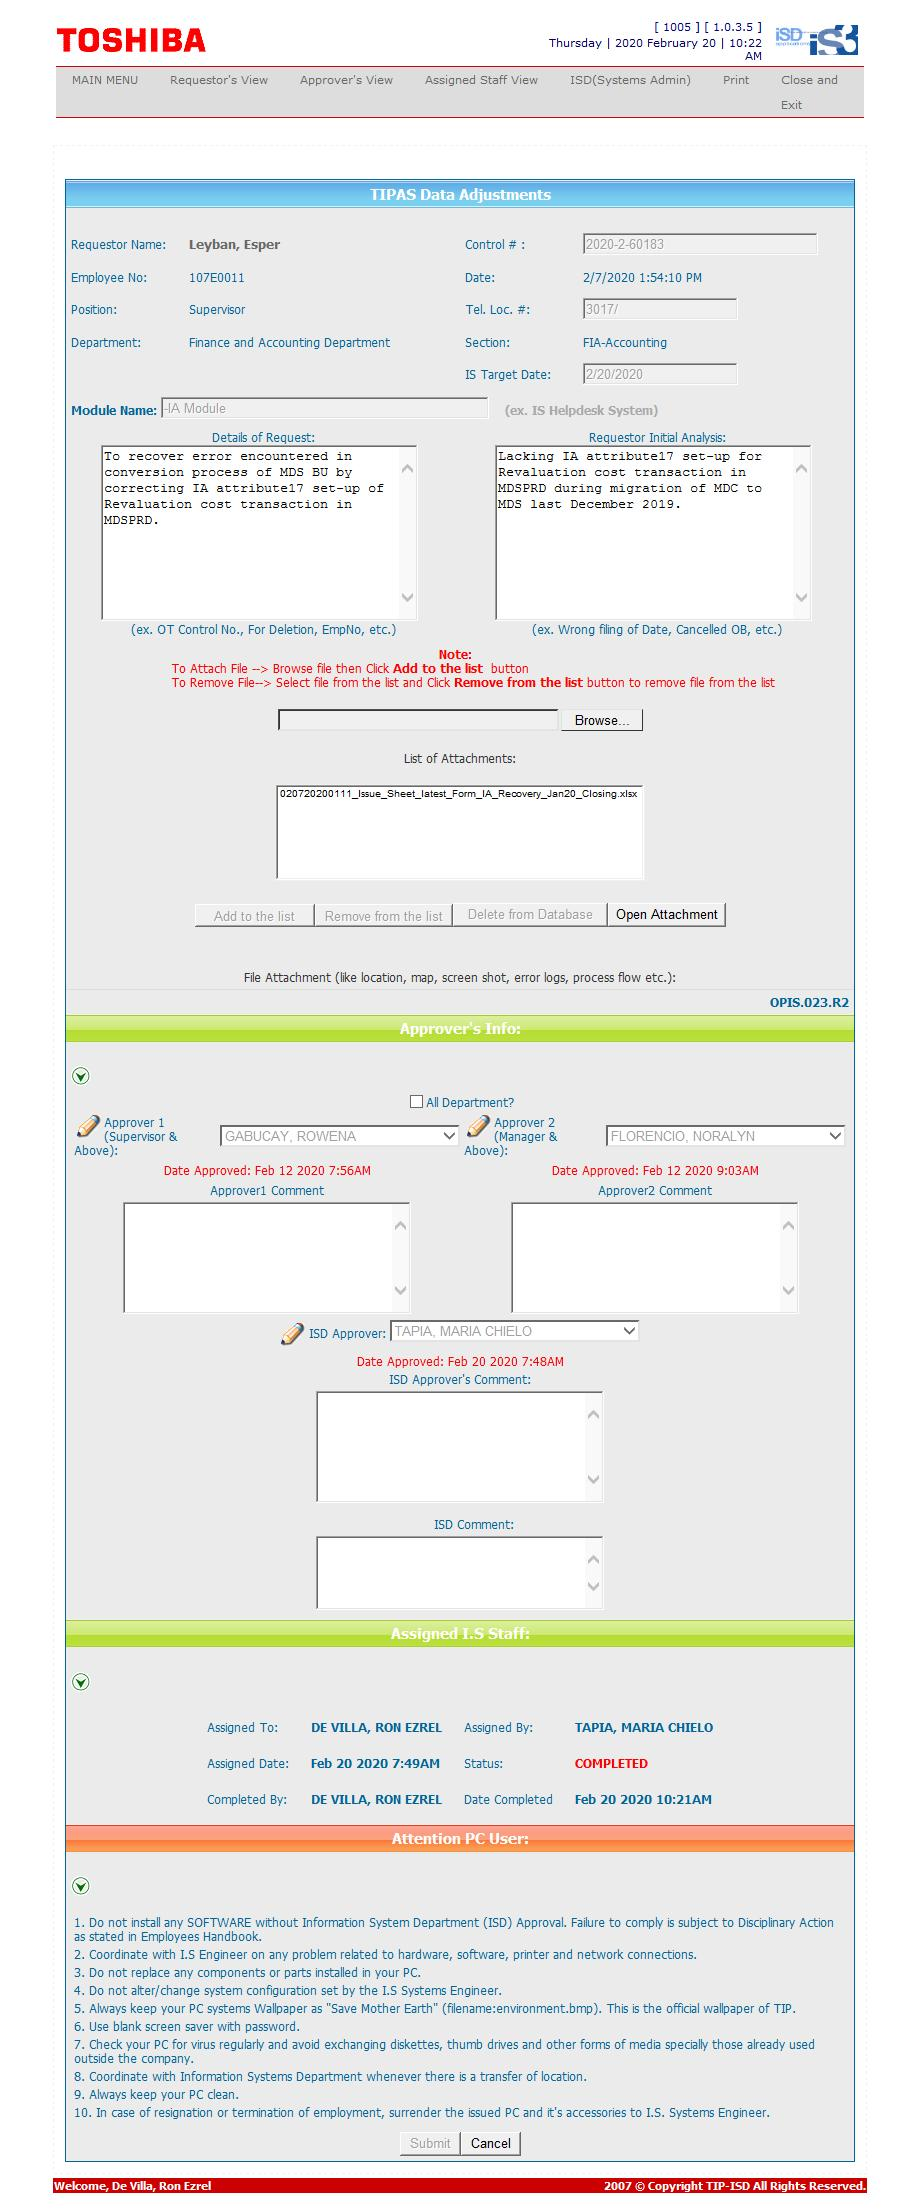 TOSHIBA
[ 1005 ] [ 1.0.3.5 ]
Thursday | 2020 February 20 | 10:22
AM
ISD
iS3
MAIN MENU Requestor's View Approver's View Assigned Staff View ISD(Systems Admin) Print Close and
Exit
TIPAS Data Adjustments
Requestor Name: Leyban, Esper Control # : 2020-2-60183
Employee No: 107E0011 Date: 2/7/2020 1:54:10 PM
Position: Supervisor Tel. Loc. #: 3017/
Department: Finance and Accounting Department Section: FIA-Accounting
IS Target Date: 2/20/2020
Module Name: -IA Module (ex. IS Helpdesk System)
Details of Request:
To recover error encountered in
conversion process of MDS BU by
correcting IA attribute17 set-up of
Revaluation cost transaction in
MDSPRD.
(ex. OT Control No., For Deletion, EmpNo, etc.)
Requestor Initial Analysis:
Lacking IA attribute17 set-up for
Revaluation cost transaction in
MDSPRD during migration of MDC to
MDS last December 2019.
(ex. Wrong filing of Date, Cancelled OB, etc.)
Note:
To Attach File --> Browse file then Click Add to the list button
To Remove File--> Select file from the list and Click Remove from the list button to remove file from the list
Browse...
List of Attachments:
020720200111_Issue_Sheet_latest_Form_IA_Recovery_Jan20_Closing.xlsx
Add to the list Remove from the list Delete from Database Open Attachment
File Attachment (like location, map, screen shot, error logs, process flow etc.):
OPIS.023.R2
Approver's Info:
All Department?
Approver 1
(Supervisor &
Above):
GABUCAY, ROWENA
Approver 2
(Manager &
Above):
FLORENCIO, NORALYN
Date Approved: Feb 12 2020 7:56AM Date Approved: Feb 12 2020 9:03AM
Approver1 Comment Approver2 Comment
ISD Approver: TAPIA, MARIA CHIELO
Date Approved: Feb 20 2020 7:48AM
ISD Approver's Comment:
ISD Comment:
Assigned I.S Staff:
Assigned To: DE VILLA, RON EZREL Assigned By: TAPIA, MARIA CHIELO
Assigned Date: Feb 20 2020 7:49AM Status: COMPLETED
Completed By: DE VILLA, RON EZREL Date Completed Feb 20 2020 10:21AM
Attention PC User:
1. Do not install any SOFTWARE without Information System Department (ISD) Approval. Failure to comply is subject to Disciplinary Action
as stated in Employees Handbook.
2. Coordinate with I.S Engineer on any problem related to hardware, software, printer and network connections.
3. Do not replace any components or parts installed in your PC.
4. Do not alter/change system configuration set by the I.S Systems Engineer.
5. Always keep your PC systems Wallpaper as "Save Mother Earth" (filename:environment.bmp). This is the official wallpaper of TIP.
6. Use blank screen saver with password.
7. Check your PC for virus regularly and avoid exchanging diskettes, thumb drives and other forms of media specially those already used
outside the company.
8. Coordinate with Information Systems Department whenever there is a transfer of location.
9. Always keep your PC clean.
10. In case of resignation or termination of employment, surrender the issued PC and it's accessories to I.S. Systems Engineer.
Submit Cancel
Welcome, De Villa, Ron Ezrel 2007 © Copyright TIP-ISD All Rights Reserved.